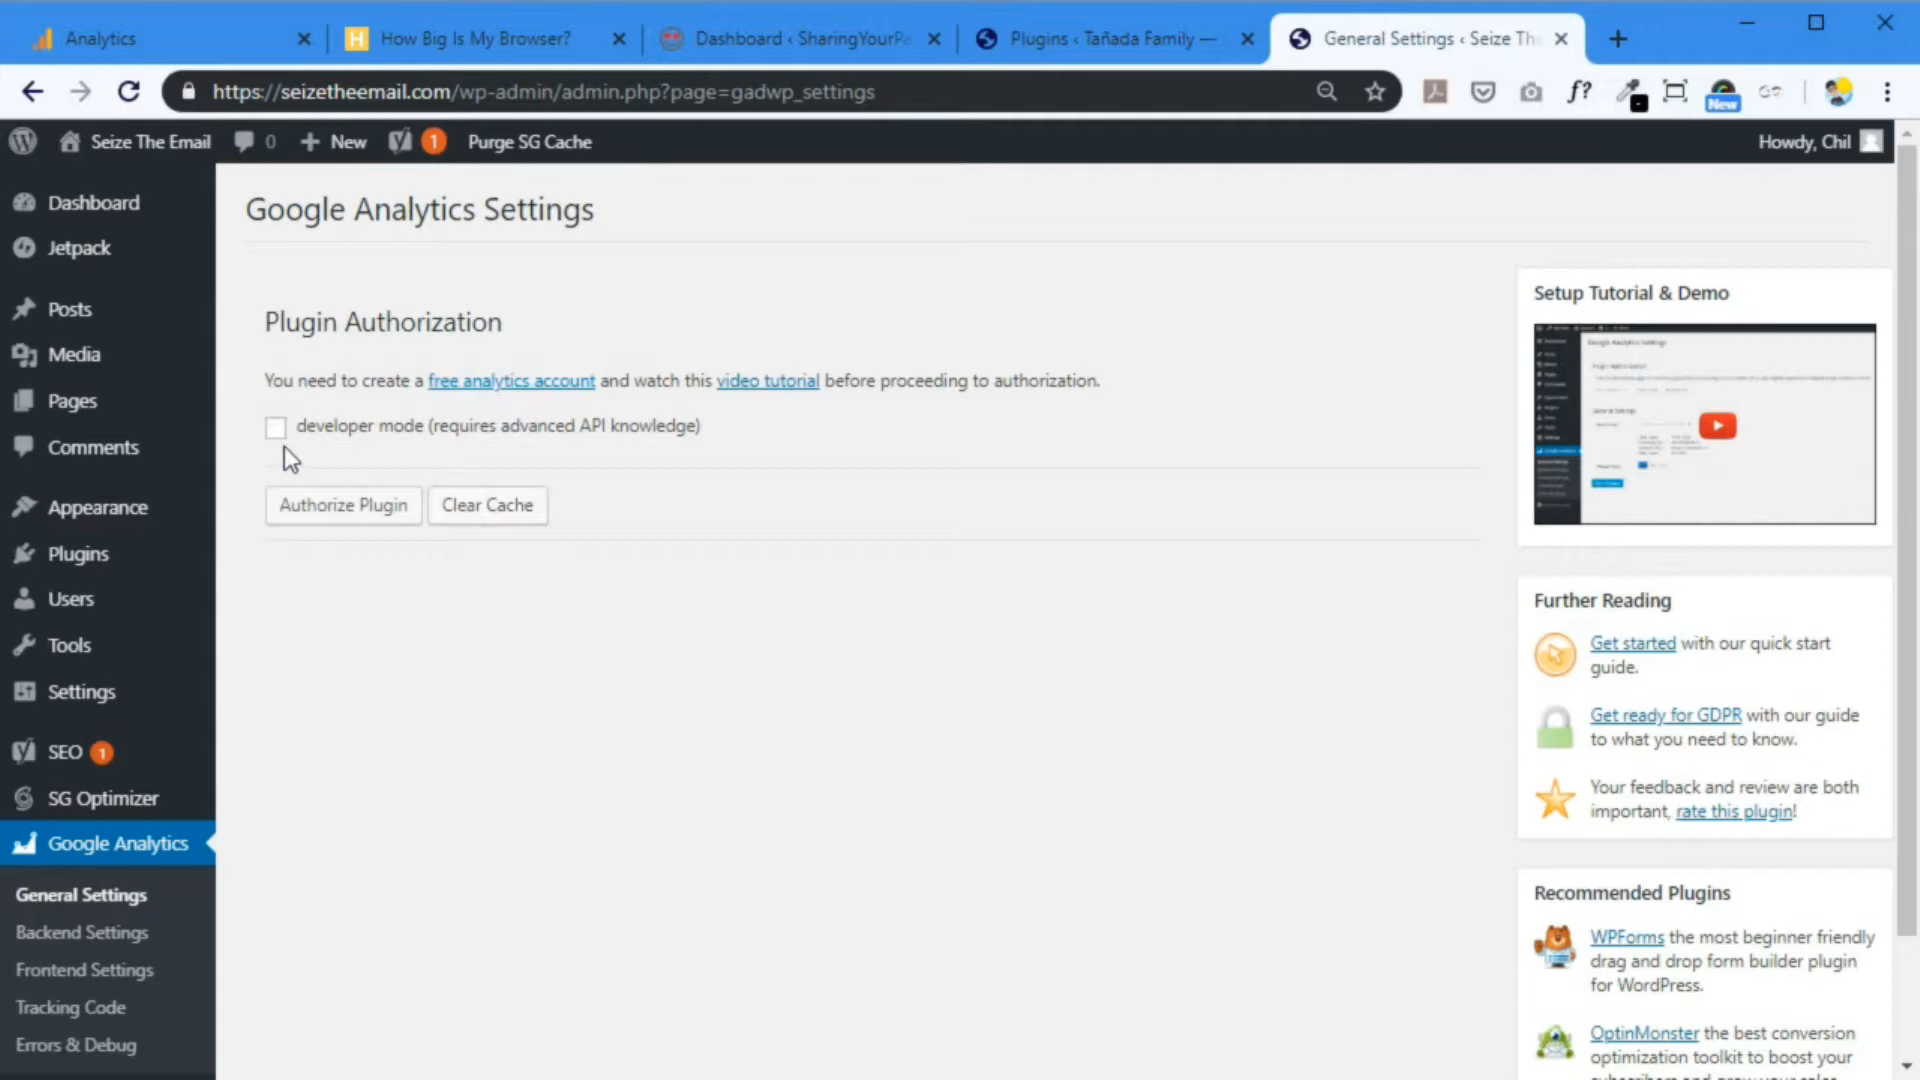 Analytics
How Big Is My Browser?
Dashboard ‹ SharingYourPa
Plugins ‹ Tañada Family —
General Settings ‹ Seize The
https://seizetheemail.com/wp-admin/admin.php?page=gadwp_settings
f?
New
Seize The Email
0
New
1
Purge SG Cache
Howdy, Chil
Dashboard
Jetpack
Posts
Media
Pages
Comments
Appearance
Plugins
Users
Tools
Settings
SEO 1
SG Optimizer
Google Analytics
General Settings
Backend Settings
Frontend Settings
Tracking Code
Errors & Debug
Google Analytics Settings
Plugin Authorization
You need to create a free analytics account and watch this video tutorial before proceeding to authorization.
developer mode (requires advanced API knowledge)
Authorize Plugin
Clear Cache
Setup Tutorial & Demo
Google Analytics Settings
Further Reading
Get started with our quick start
guide.
Get ready for GDPR with our guide
to what you need to know.
Your feedback and review are both
important, rate this plugin!
Recommended Plugins
WPForms the most beginner friendly
drag and drop form builder plugin
for WordPress.
OptinMonster the best conversion
optimization toolkit to boost your